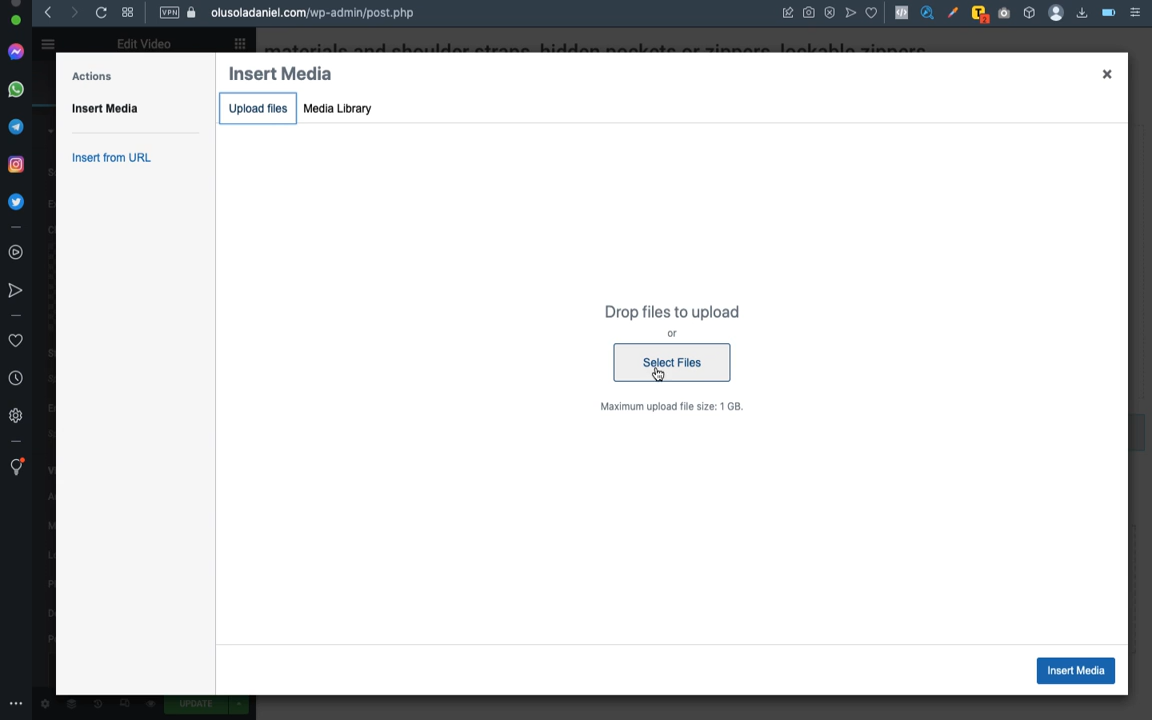 VPN
olusoladaniel.com/wp-admin/post.php
2
Edit Video
materials and shoulder straps, hidden pockets or zippers, lockable zippers
Actions
Insert Media
Insert Media
Insert from URL
Upload files
Media Library
Drop files to upload
or
Select Files
Maximum upload file size: 1 GB.
Insert Media
UPDATE